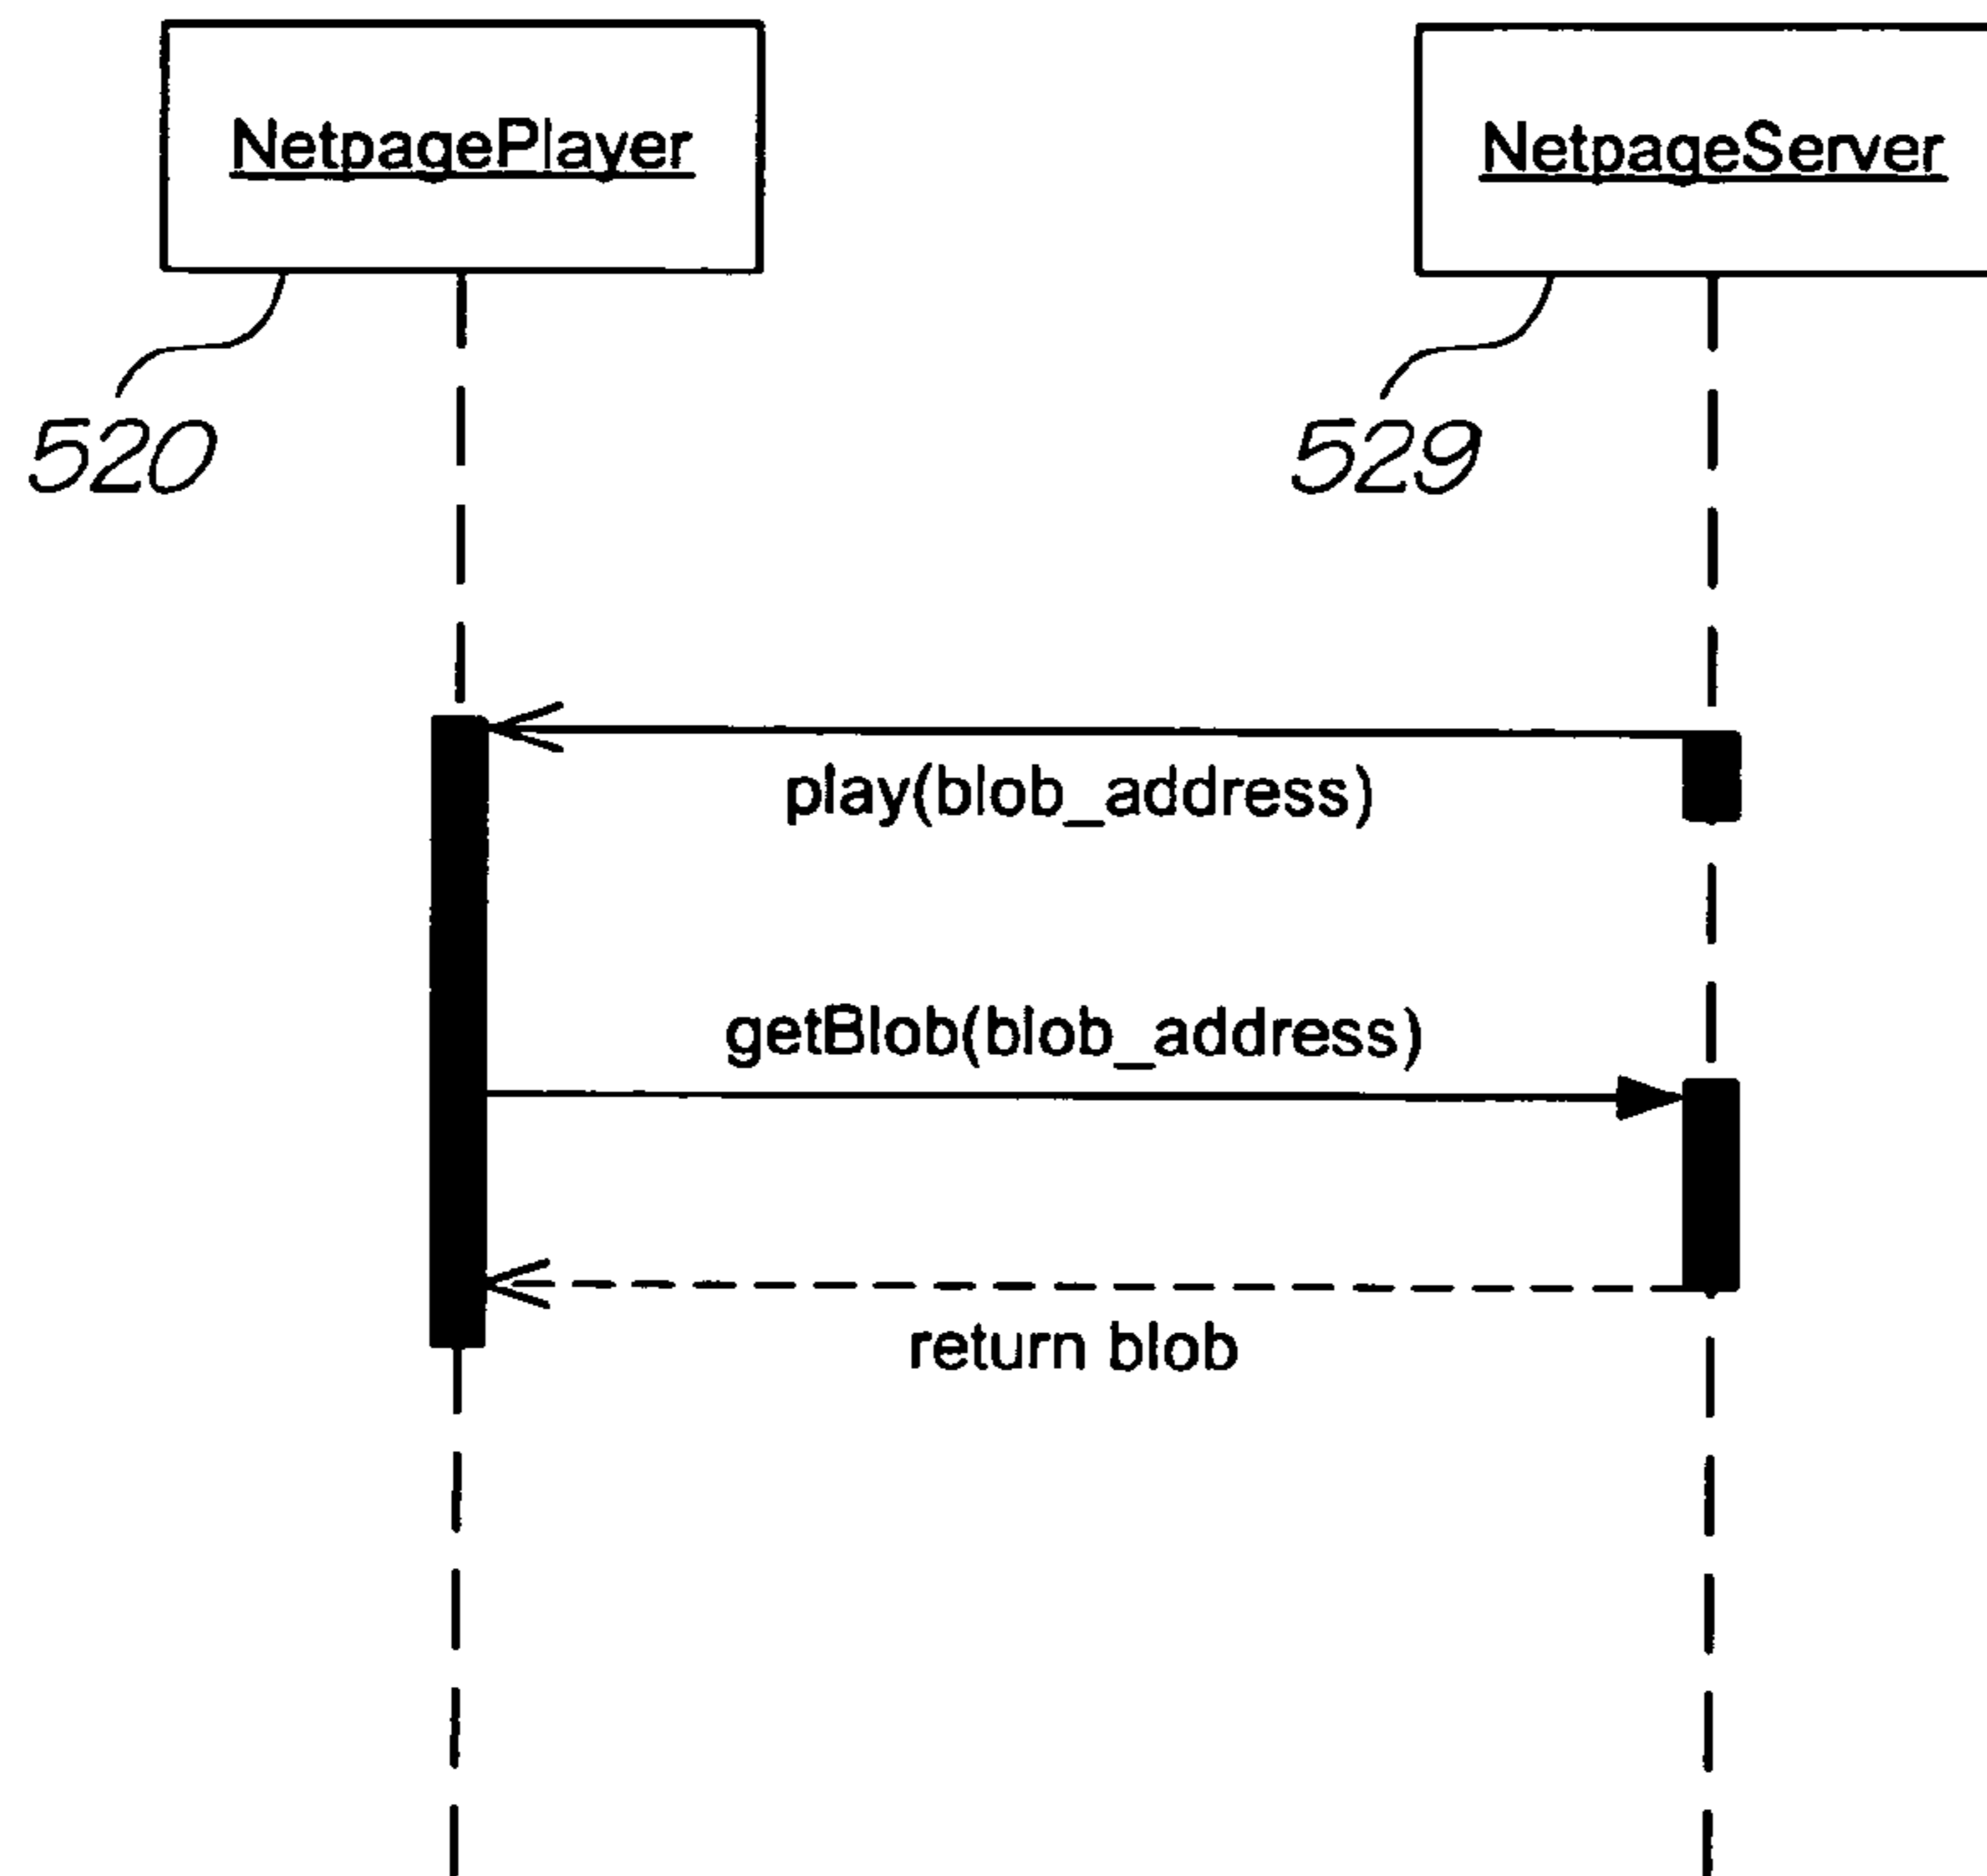 NetpagePlayer
NetpageServer
520
529
play(blob_address)
getBlob(blob_address)
return blob